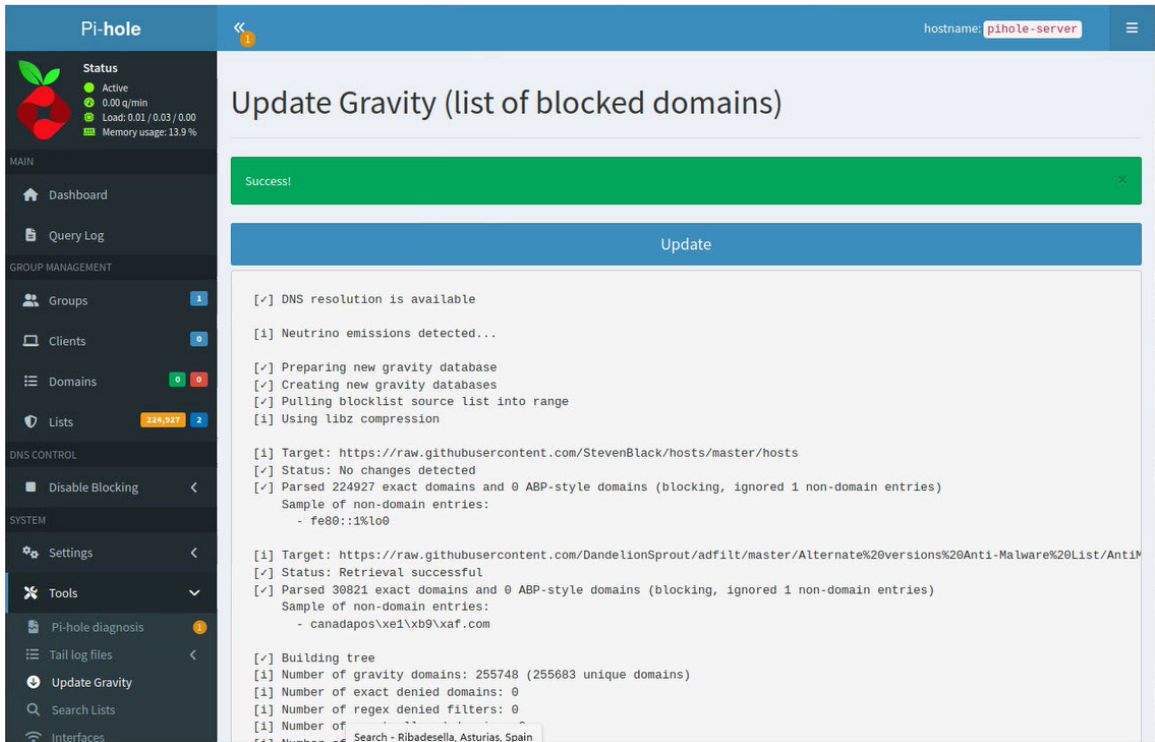 Pi-hole
1
hostname: pihole-server
Status
Active
0.00 q/min
Load: 0.01 / 0.03 / 0.00
Memory usage: 13.9 %
MAIN
Dashboard
Query Log
GROUP MANAGEMENT
Groups 1
Clients 0
Domains 0 0
Lists 224,927 2
DNS CONTROL
Disable Blocking
SYSTEM
Settings
Tools
Pi-hole diagnosis 1
Tail log files
Update Gravity
Search Lists
Interfaces
Update Gravity (list of blocked domains)
Success!
×
Update
[✓] DNS resolution is available
[i] Neutrino emissions detected...
[✓] Preparing new gravity database
[✓] Creating new gravity databases
[✓] Pulling blocklist source list into range
[i] Using libz compression
[i] Target: https://raw.githubusercontent.com/StevenBlack/hosts/master/hosts
[✓] Status: No changes detected
[✓] Parsed 224927 exact domains and 0 ABP-style domains (blocking, ignored 1 non-domain entries)
Sample of non-domain entries:
- fe80::1%lo0
[i] Target: https://raw.githubusercontent.com/DandelionSprout/adfilt/master/Alternate%20versions%20Anti-Malware%20List/AntiM
[✓] Status: Retrieval successful
[✓] Parsed 30821 exact domains and 0 ABP-style domains (blocking, ignored 1 non-domain entries)
Sample of non-domain entries:
- canadapos\xe1\xb9\xaf.com
[✓] Building tree
[i] Number of gravity domains: 255748 (255683 unique domains)
[i] Number of exact denied domains: 0
[i] Number of regex denied filters: 0
[i] Number of
Search - Ribadesella, Asturias, Spain